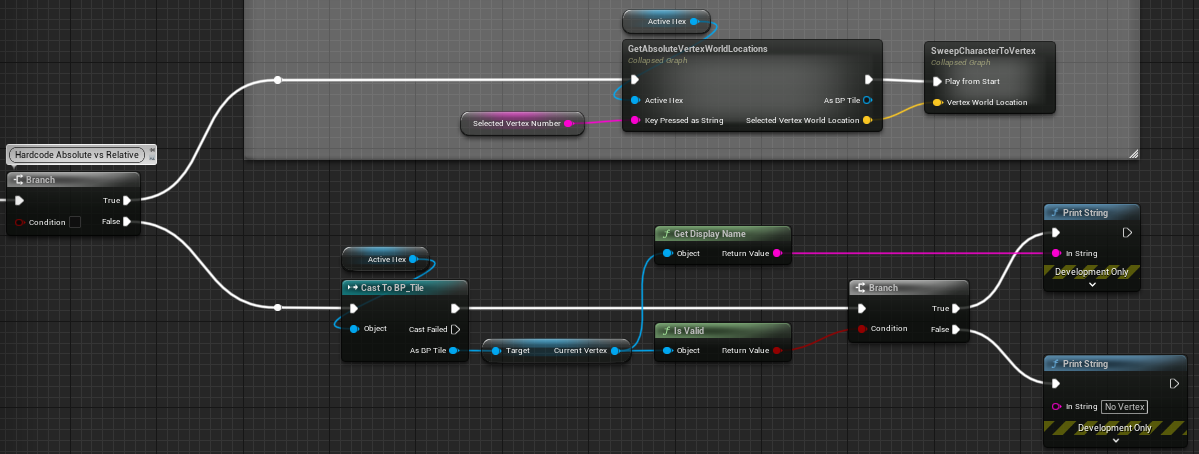 Active Hex
GetAbsoluteVertexWorldLocations
Collapsed Graph
Active Hex
As BP Tile
Key Pressed as String
Selected Vertex World Location
Selected Vertex Number
SweepCharacterToVertex
Collapsed Graph
Play from Start
Vertex World Location
Hardcode Absolute vs Relative
Branch
True
Condition
False
Active Hex
Cast To BP_Tile
Object
Cast Failed
As BP Tile
Target
Current Vertex
Get Display Name
Object
Return Value
Is Valid
Object
Return Value
Branch
True
Condition
False
Print String
In String
Development Only
Print String
In String
No Vertex
Development Only